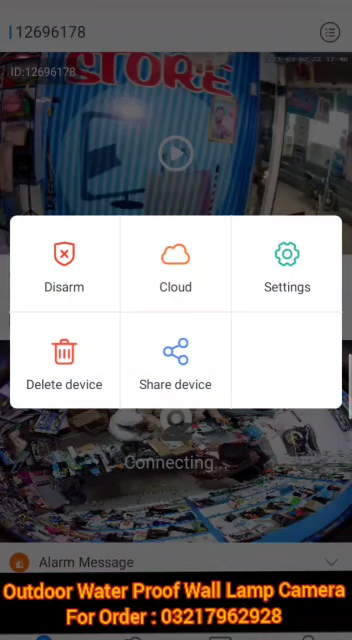 12696178
ID:12696178
STORE
Disarm
Cloud
Settings
Delete device
Share device
Connecting...
Alarm Message
Outdoor Water Proof Wall Lamp Camera
For Order : 03217962928